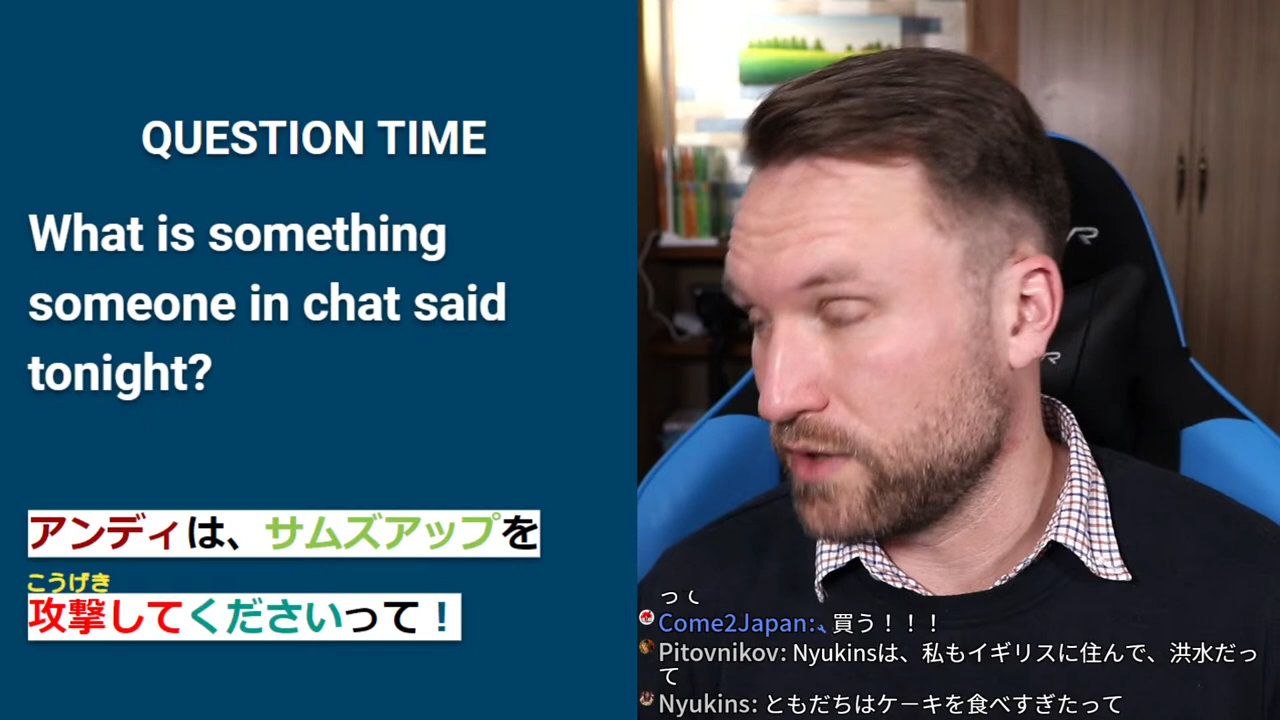 QUESTION TIME
What is something
someone in chat said
tonight?
アンディは、サムズアップを
こうげき
攻撃してくださいって！
って
Come2Japan: 買う！！！
Pitovnikov: Nyukinsは、私もイギリスに住んで、洪水だっ
て
Nyukins: ともだちはケーキを食べすぎたって